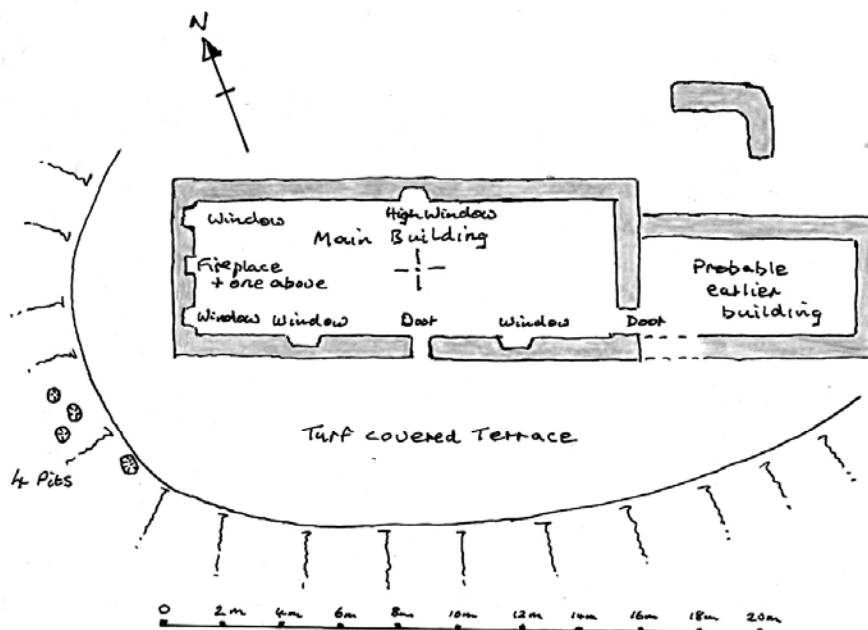 N
Window
High Window
Main Building
Fireplace
+ one above
Probable
earlier
building
Window
Window
Door
Window
Door
Turf covered Terrace
4 Pits
0 2m 4m 6m 8m 10m 12m 14m 16m 18m 20m